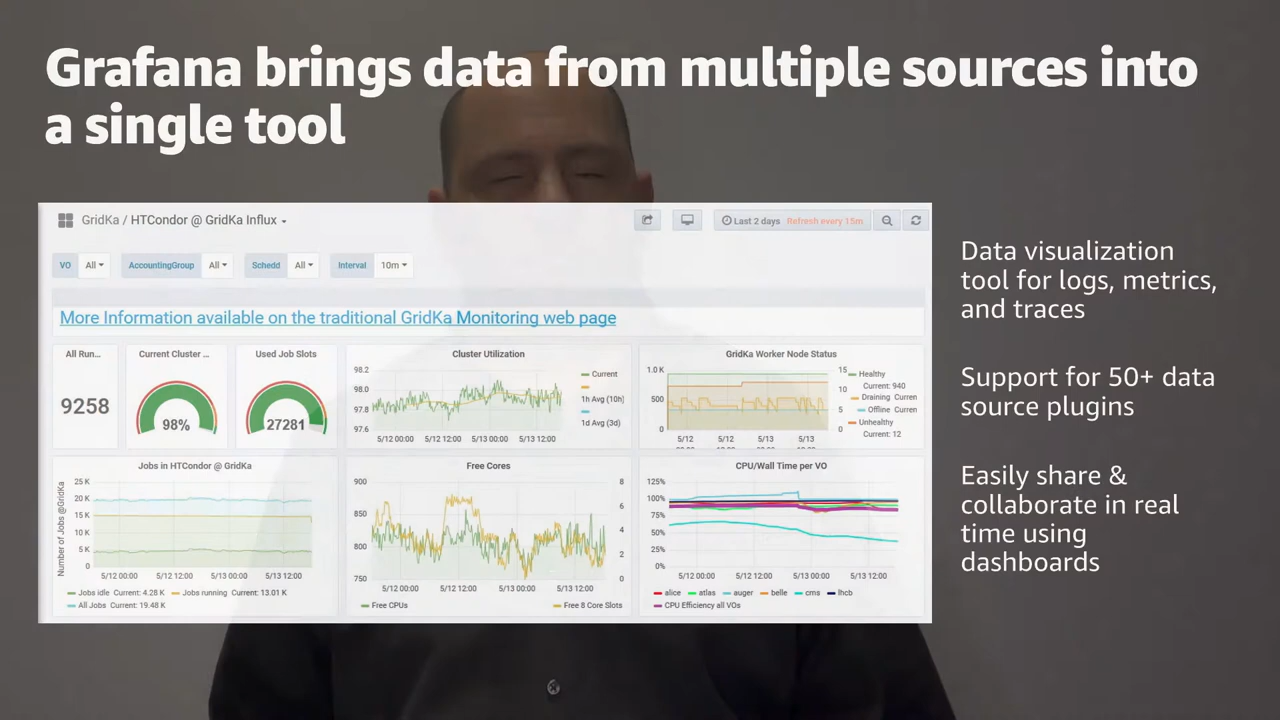 Grafana brings data from multiple sources into
a single tool
GridKa / HTCondor @ GridKa Influx
Last 2 days Refresh every 15m
VO All AccountingGroup All Schedd All Interval 10m
More Information available on the traditional GridKa Monitoring web page
All Run...
9258
Current Cluster ...
98%
Used Job Slots
27281
Cluster Utilization
98.2
98.0
97.8
97.6
5/12 00:00 5/12 12:00 5/13 00:00 5/13 12:00
Current
1h Avg (10h)
1d Avg (3d)
GridKa Worker Node Status
1.0 K
500
0
15
10
5
0
5/12 5/12 5/13 5/13
Healthy
Current: 940
Draining Curren
Offline Curren
Unhealthy
Current: 12
Jobs in HTCondor @ GridKa
Number of Jobs @GridKa
25 K
20 K
15 K
10 K
5 K
0
5/12 00:00 5/12 12:00 5/13 00:00 5/13 12:00
Jobs idle Current: 4.28 K Jobs running Current: 13.01 K
All Jobs Current: 19.48 K
Free Cores
900
850
800
750
8
6
4
2
0
5/12 00:00 5/12 12:00 5/13 00:00 5/13 12:00
Free CPUs Free 8 Core Slots
CPU/Wall Time per VO
125%
100%
75%
50%
25%
0%
5/12 00:00 5/12 12:00 5/13 00:00 5/13 12:00
alice atlas auger belle cms lhcb
CPU Efficiency all VOs
Data visualization
tool for logs, metrics,
and traces
Support for 50+ data
source plugins
Easily share &
collaborate in real
time using
dashboards